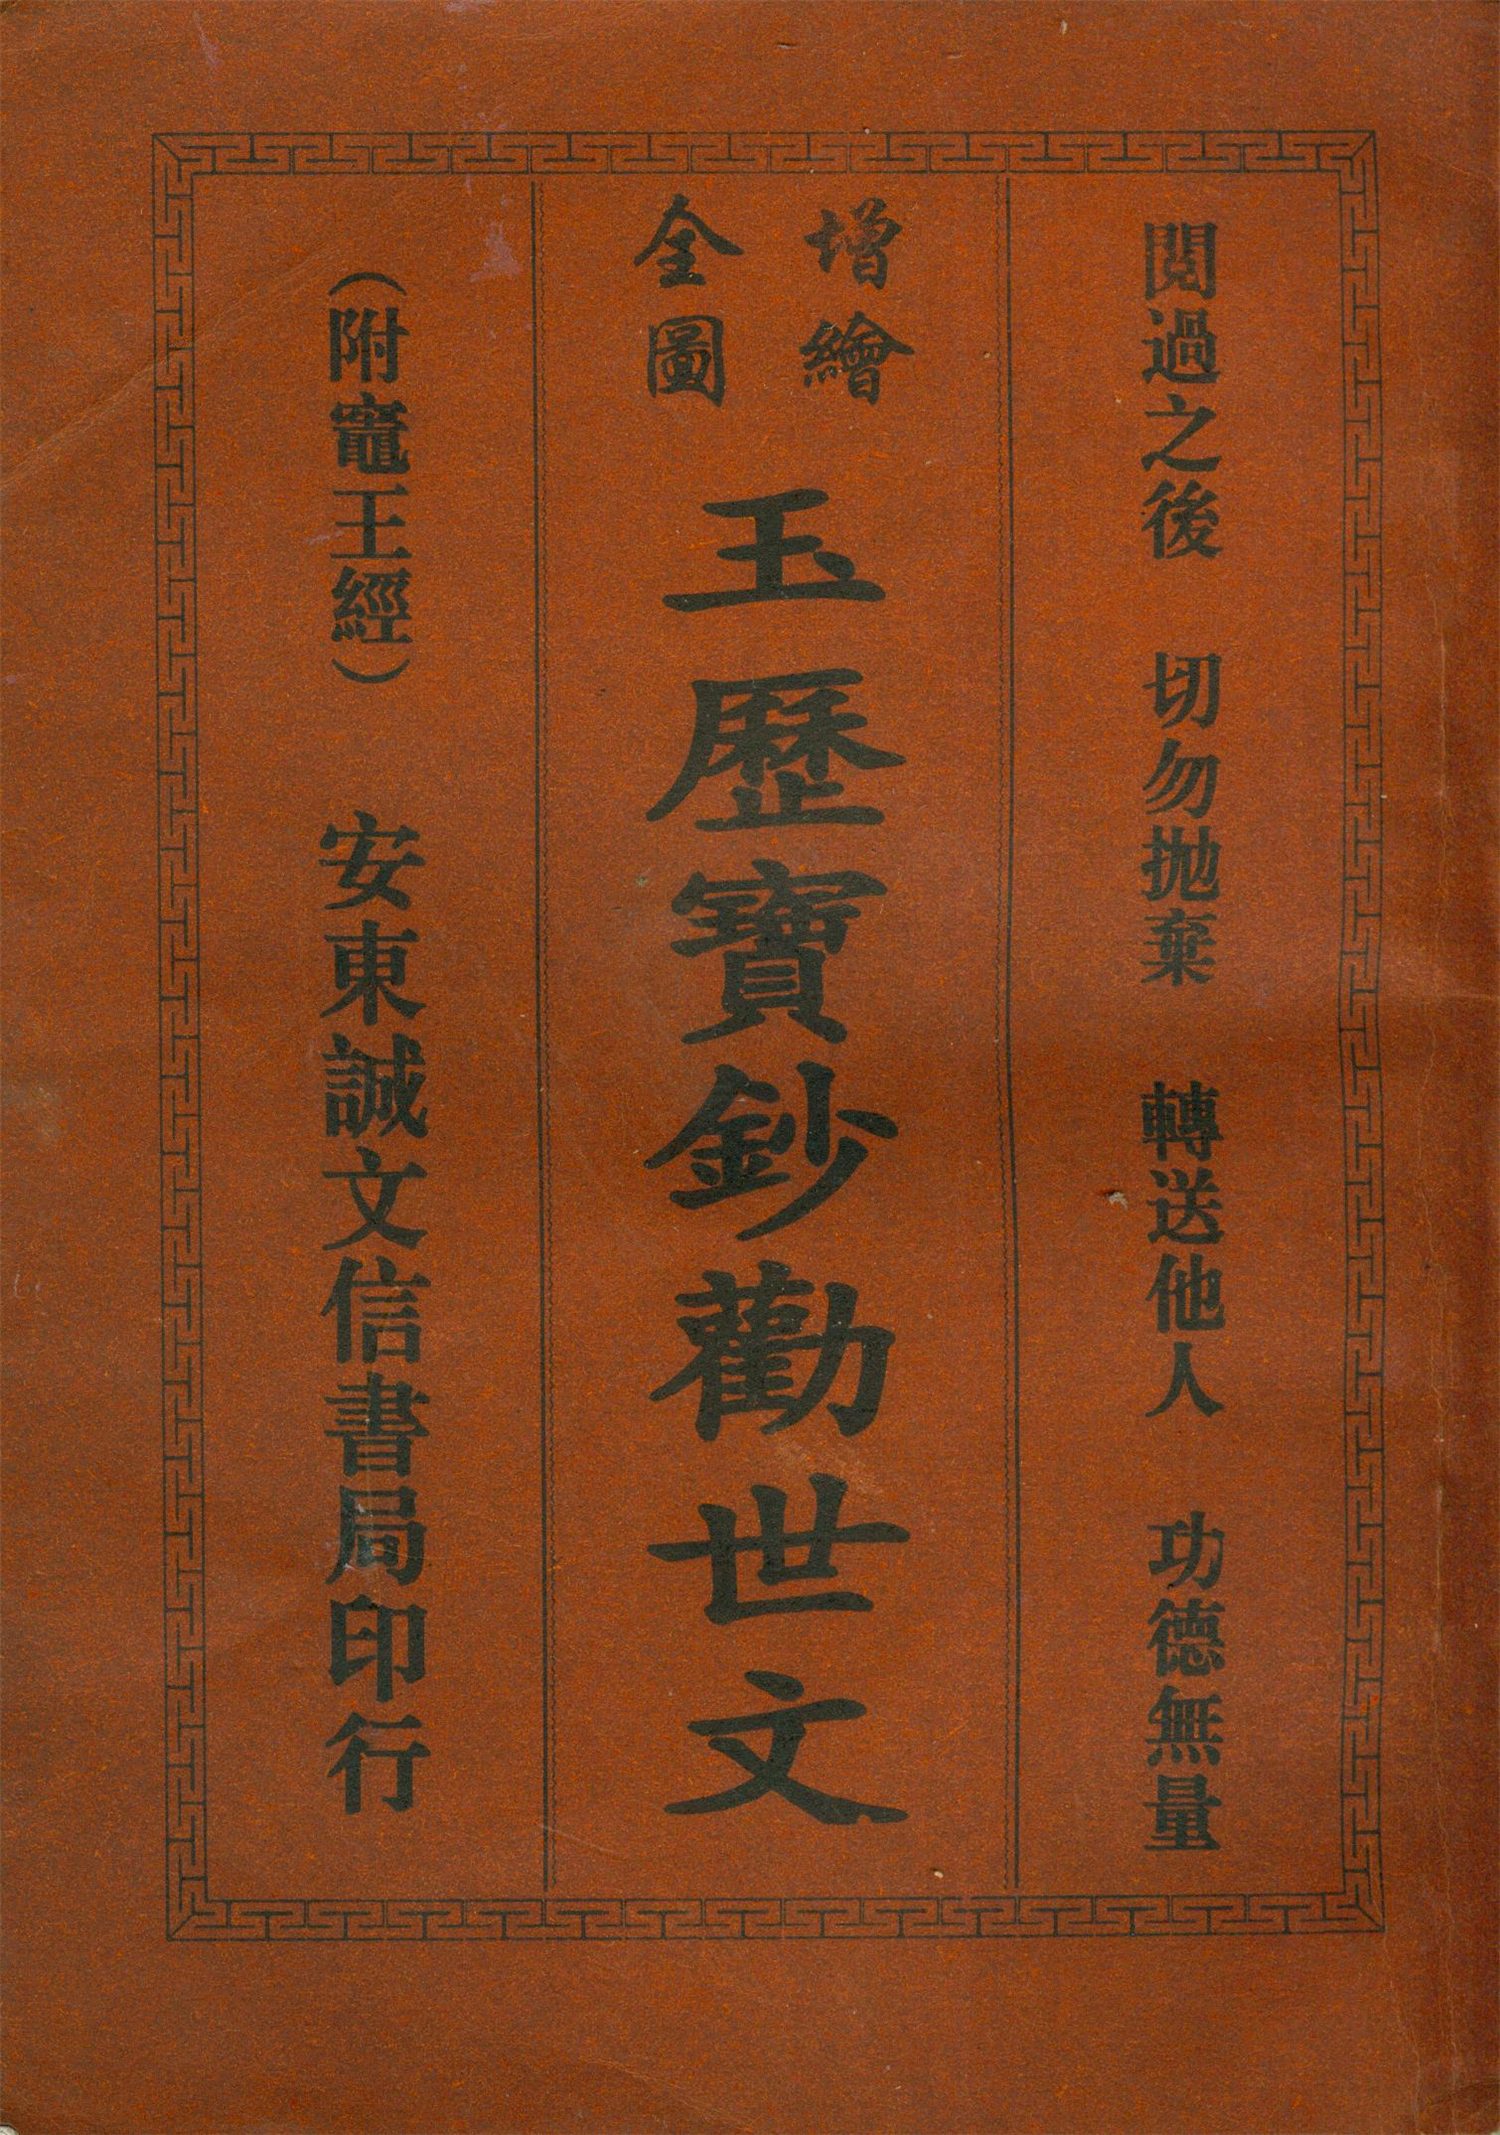 閱過之後　切勿拋棄　轉送他人　功德無量
增繪
全圖
玉歷寶鈔勸世文
（附竈王經）　安東誠文信書局印行